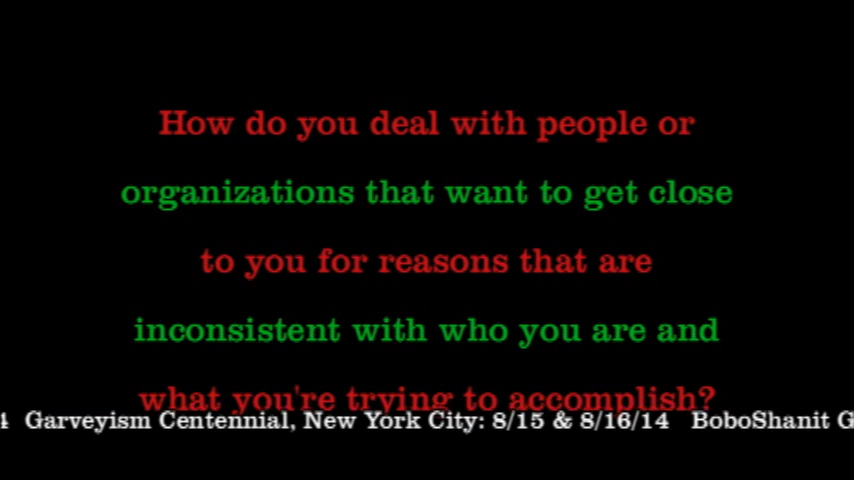 How do you deal with people or
organizations that want to get close
to you for reasons that are
inconsistent with who you are and
what you're trying to accomplish?
4 Garveyism Centennial, New York City: 8/15 & 8/16/14 BoboShanit G